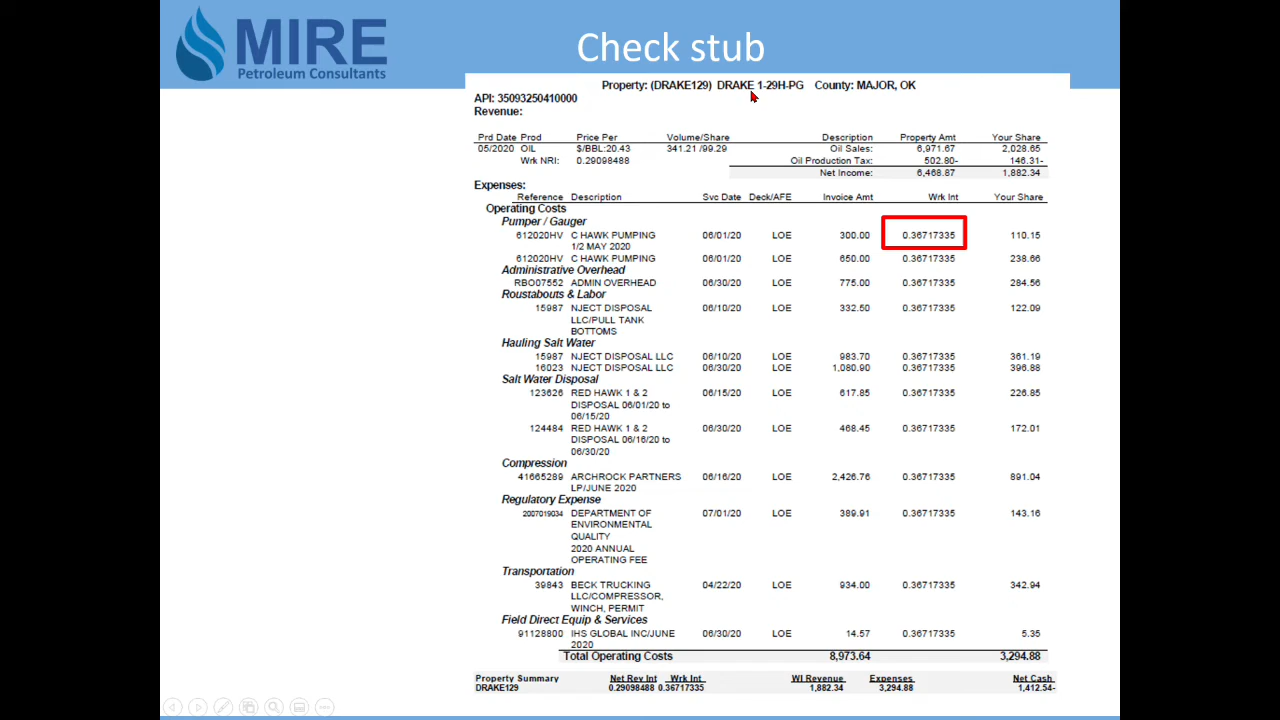 MIRE
Petroleum Consultants
Check stub
Property: (DRAKE129) DRAKE 1-29H-PG County: MAJOR, OK
API: 35093250410000
Revenue:
Prd Date Prod Price Per Volume/Share Description Property Amt Your Share
05/2020 OIL $/BBL:20.43 341.21 /99.29 Oil Sales: 6,971.67 2,028.65
Wrk NRI: 0.29098488 Oil Production Tax: 502.80- 146.31-
Net Income: 6,468.87 1,882.34
Expenses:
Reference Description Svc Date Deck/AFE Invoice Amt Wrk Int Your Share
Operating Costs
Pumper / Gauger
612020HV C HAWK PUMPING 06/01/20 LOE 300.00 0.36717335 110.15
1/2 MAY 2020
612020HV C HAWK PUMPING 06/01/20 LOE 650.00 0.36717335 238.66
Administrative Overhead
RBO07552 ADMIN OVERHEAD 06/30/20 LOE 775.00 0.36717335 284.56
Roustabouts & Labor
15987 NJECT DISPOSAL 06/10/20 LOE 332.50 0.36717335 122.09
LLC/PULL TANK
BOTTOMS
Hauling Salt Water
15987 NJECT DISPOSAL LLC 06/10/20 LOE 983.70 0.36717335 361.19
16023 NJECT DISPOSAL LLC 06/30/20 LOE 1,080.90 0.36717335 396.88
Salt Water Disposal
123626 RED HAWK 1 & 2 06/15/20 LOE 617.85 0.36717335 226.85
DISPOSAL 06/01/20 to
06/15/20
124484 RED HAWK 1 & 2 06/30/20 LOE 468.45 0.36717335 172.01
DISPOSAL 06/16/20 to
06/30/20
Compression
41665289 ARCHROCK PARTNERS 06/16/20 LOE 2,426.76 0.36717335 891.04
LP/JUNE 2020
Regulatory Expense
2007019034 DEPARTMENT OF 07/01/20 LOE 389.91 0.36717335 143.16
ENVIRONMENTAL
QUALITY
2020 ANNUAL
OPERATING FEE
Transportation
39843 BECK TRUCKING 04/22/20 LOE 934.00 0.36717335 342.94
LLC/COMPRESSOR,
WINCH, PERMIT
Field Direct Equip & Services
91128800 IHS GLOBAL INC/JUNE 06/30/20 LOE 14.57 0.36717335 5.35
2020
Total Operating Costs 8,973.64 3,294.88
Property Summary Net Rev Int Wrk Int WI Revenue Expenses Net Cash
DRAKE129 0.29098488 0.36717335 1,882.34 3,294.88 1,412.54-